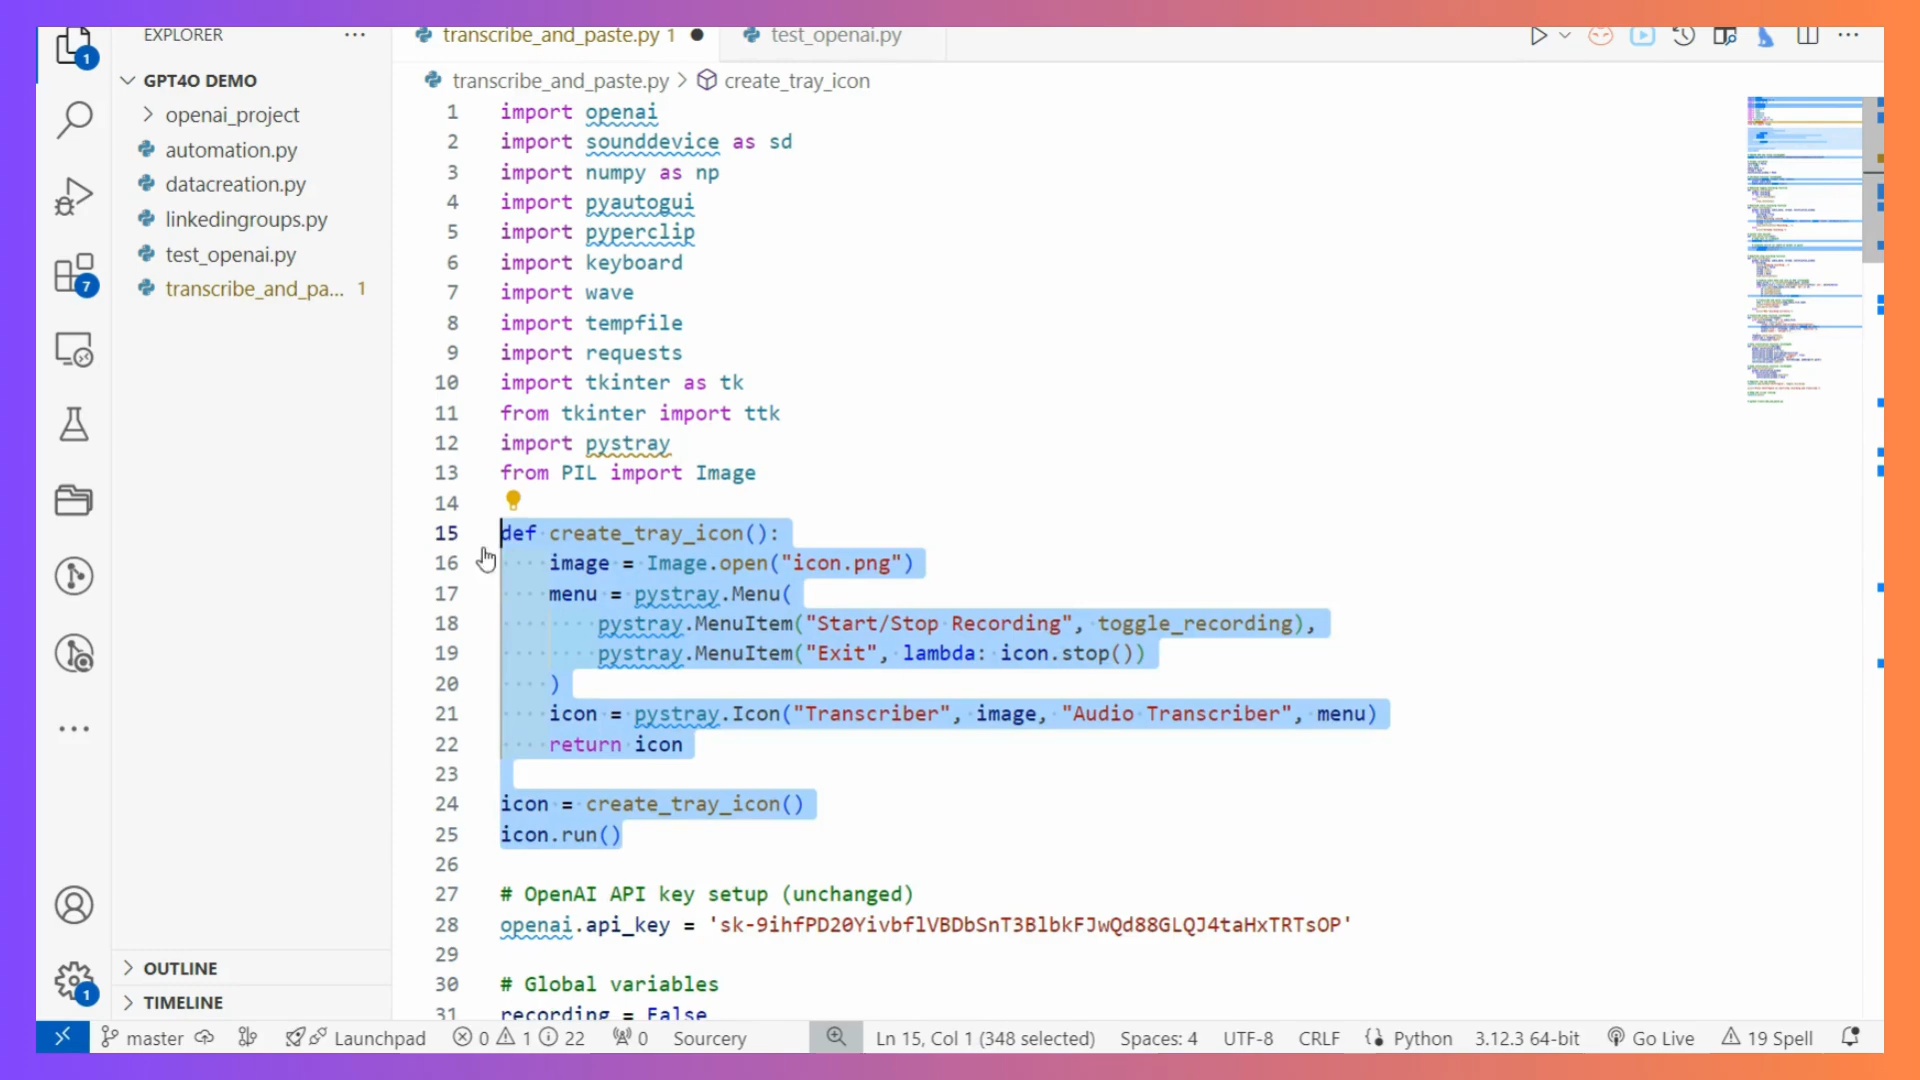 EXPLORER
GPT4O DEMO
openai_project
automation.py
datacreation.py
linkedingroups.py
test_openai.py
transcribe_and_pa... 1
OUTLINE
TIMELINE
1
7
1
transcribe_and_paste.py 1
test_openai.py
transcribe_and_paste.py > create_tray_icon
1 import openai
2 import sounddevice as sd
3 import numpy as np
4 import pyautogui
5 import pyperclip
6 import keyboard
7 import wave
8 import tempfile
9 import requests
10 import tkinter as tk
11 from tkinter import ttk
12 import pystray
13 from PIL import Image
14
15 def create_tray_icon():
16     image = Image.open("icon.png")
17     menu = pystray.Menu(
18         pystray.MenuItem("Start/Stop Recording", toggle_recording),
19         pystray.MenuItem("Exit", lambda: icon.stop())
20     )
21     icon = pystray.Icon("Transcriber", image, "Audio Transcriber", menu)
22     return icon
23
24 icon = create_tray_icon()
25 icon.run()
26
27 # OpenAI API key setup (unchanged)
28 openai.api_key = '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'
29
30 # Global variables
31 recording = False
master
Launchpad
0 1 22
0
Sourcery
Ln 15, Col 1 (348 selected)
Spaces: 4
UTF-8
CRLF
Python
3.12.3 64-bit
Go Live
19 Spell